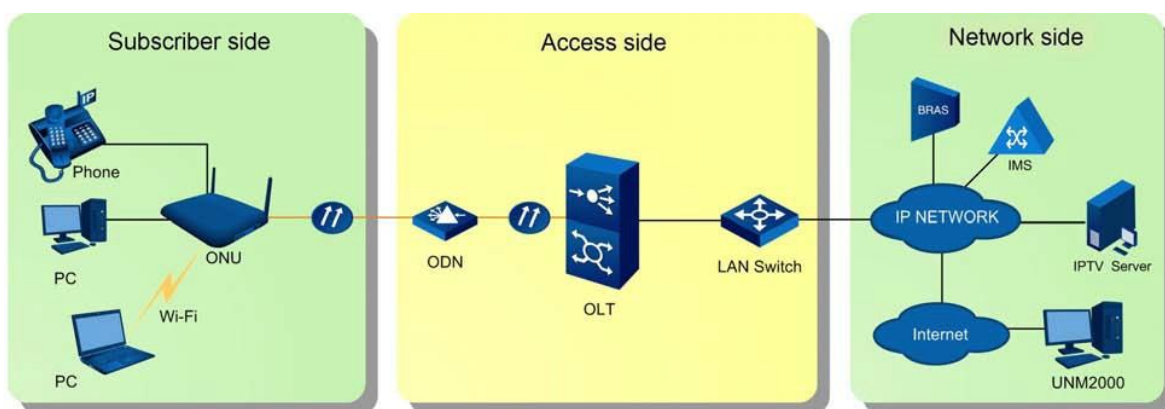 Subscriber side
Access side
Network side
IP
Phone
PC
ONU
Wi-Fi
PC
ODN
OLT
LAN Switch
BRAS
IMS
IP NETWORK
IPTV Server
Internet
UNM2000